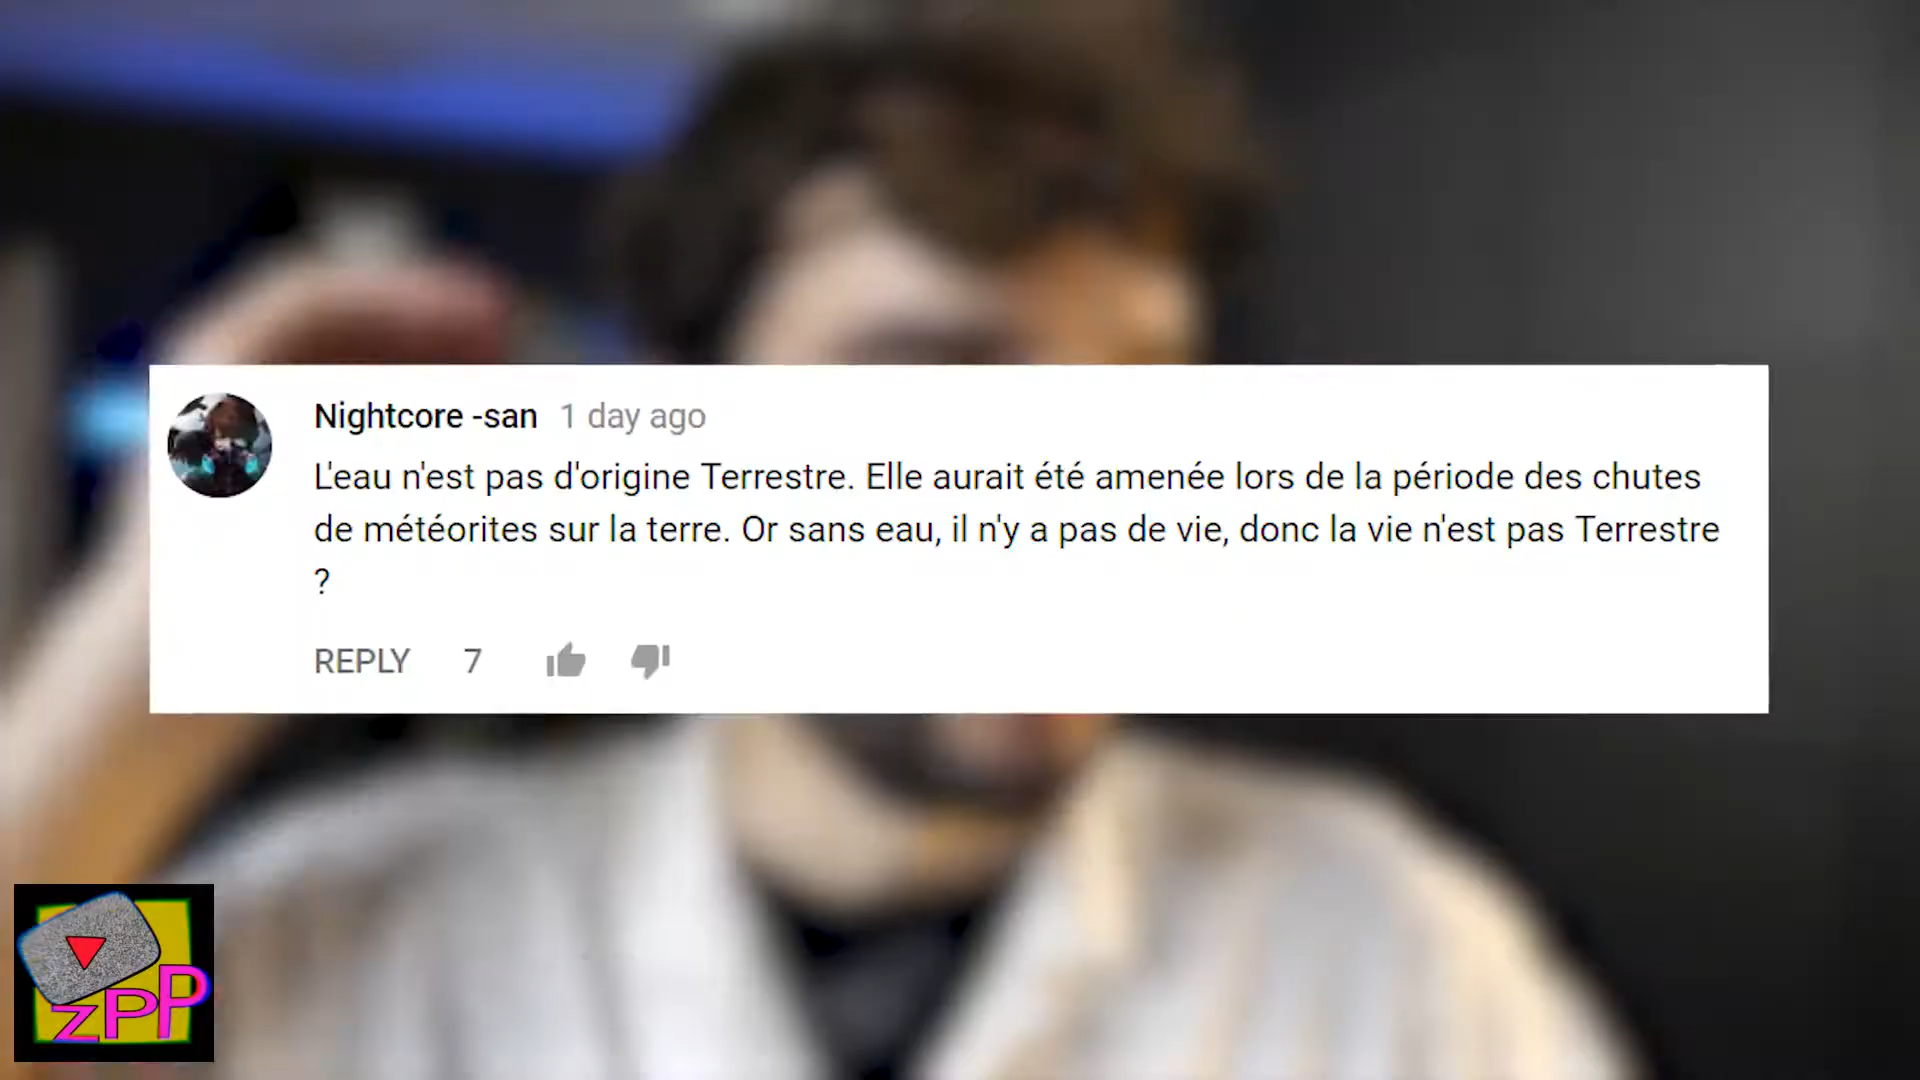 Nightcore -san 1 day ago
L'eau n'est pas d'origine Terrestre. Elle aurait été amenée lors de la période des chutes
de météorites sur la terre. Or sans eau, il n'y a pas de vie, donc la vie n'est pas Terrestre
?
REPLY 7
zPP